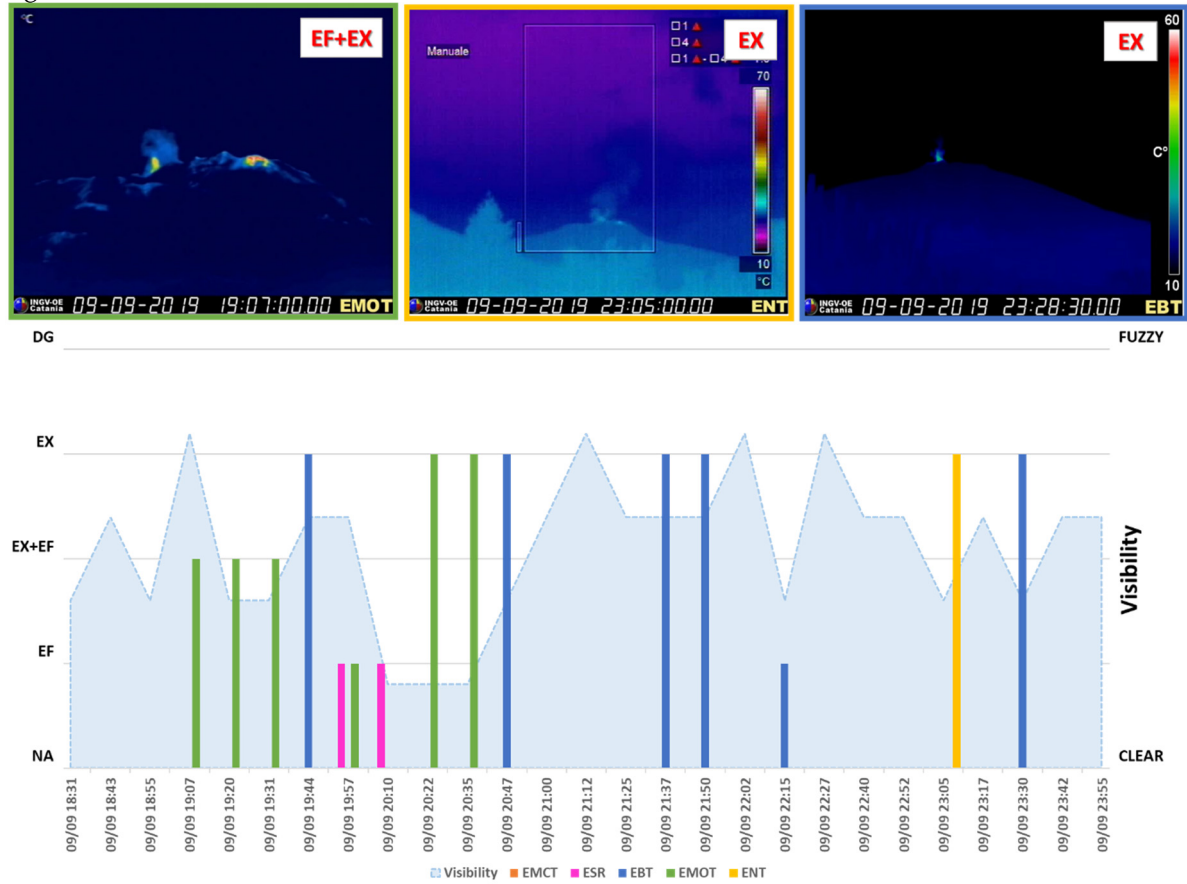 °C
EF+EX
INGV-OE
Catania
09-09-2019 19:07:00.00 EMOT
Manuale
1
4
1 - 4
EX
70
10
°C
INGV-OE
Catania
09-09-2019 23:05:00.00 ENT
EX
60
C°
10
INGV-OE
Catania
09-09-2019 23:28:30.00 EBT
DG
FUZZY
EX
EX+EF
EF
NA
Visibility
CLEAR
09/09 18:31
09/09 18:43
09/09 18:55
09/09 19:07
09/09 19:20
09/09 19:31
09/09 19:44
09/09 19:57
09/09 20:10
09/09 20:22
09/09 20:35
09/09 20:47
09/09 21:00
09/09 21:12
09/09 21:25
09/09 21:37
09/09 21:50
09/09 22:02
09/09 22:15
09/09 22:27
09/09 22:40
09/09 22:52
09/09 23:05
09/09 23:17
09/09 23:30
09/09 23:42
09/09 23:55
Visibility EMCT ESR EBT EMOT ENT